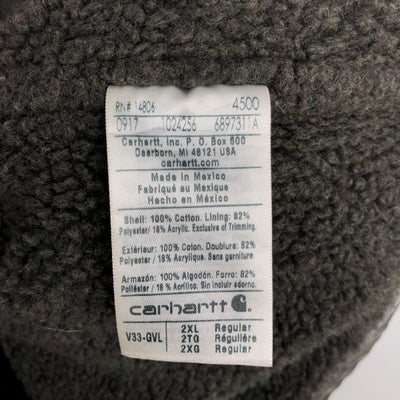 RN# 14806 4500
0917 1024256 6897311A
Carhartt, Inc. P. O. Box 600
Dearborn, MI 48121 USA
carhartt.com
Made in Mexico
Fabriqué au Mexique
Hecho en México
Shell: 100% Cotton. Lining: 82%
Polyester/ 18% Acrylic. Exclusive of Trimming.
Extérieur: 100% Coton. Doublure: 82%
Polyester / 18% Acrylique. Sans garniture
Armazón: 100% Algodón. Forro: 82%
Poliéster / 18 % Acrílico. Sin incluir adorno.
carhartt
V33-QVL 2XL Regular
2TG Régulière
2XG Regular